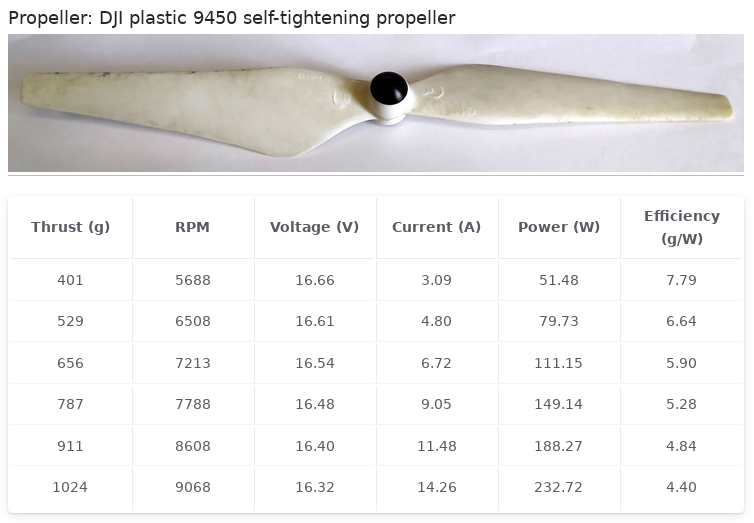 Propeller: DJI plastic 9450 self-tightening propeller
Thrust (g) RPM Voltage (V) Current (A) Power (W) Efficiency (g/W)
401 5688 16.66 3.09 51.48 7.79
529 6508 16.61 4.80 79.73 6.64
656 7213 16.54 6.72 111.15 5.90
787 7788 16.48 9.05 149.14 5.28
911 8608 16.40 11.48 188.27 4.84
1024 9068 16.32 14.26 232.72 4.40